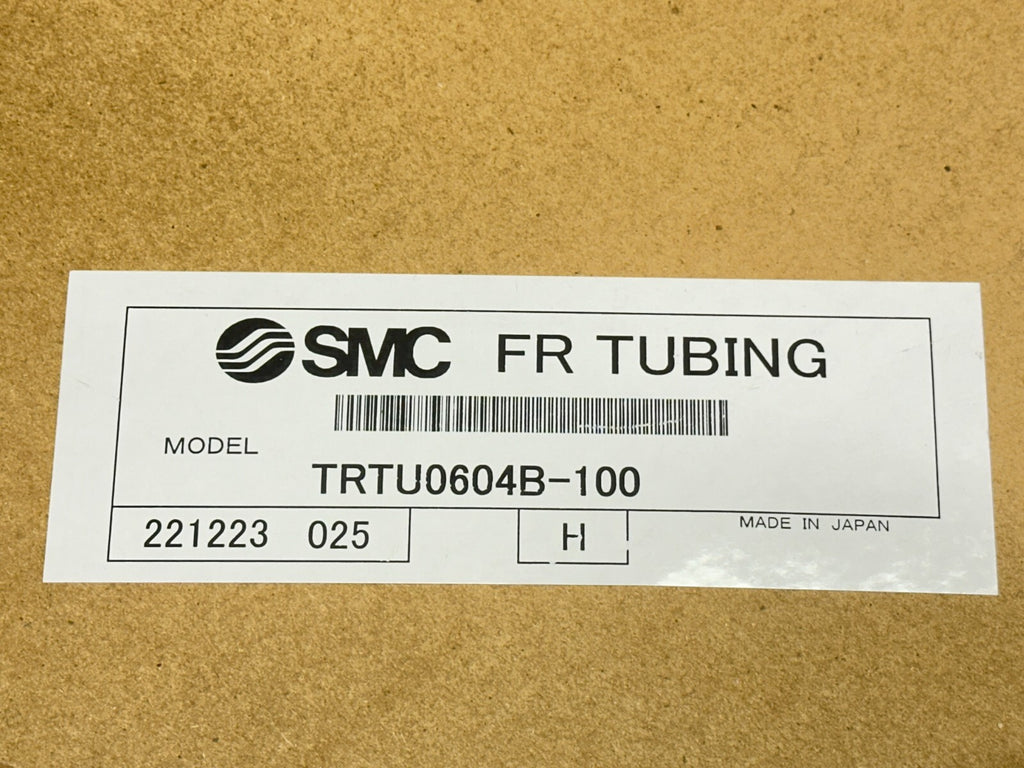 SMC FR TUBING
MODEL
TRTU0604B-100
221223 025
H
MADE IN JAPAN